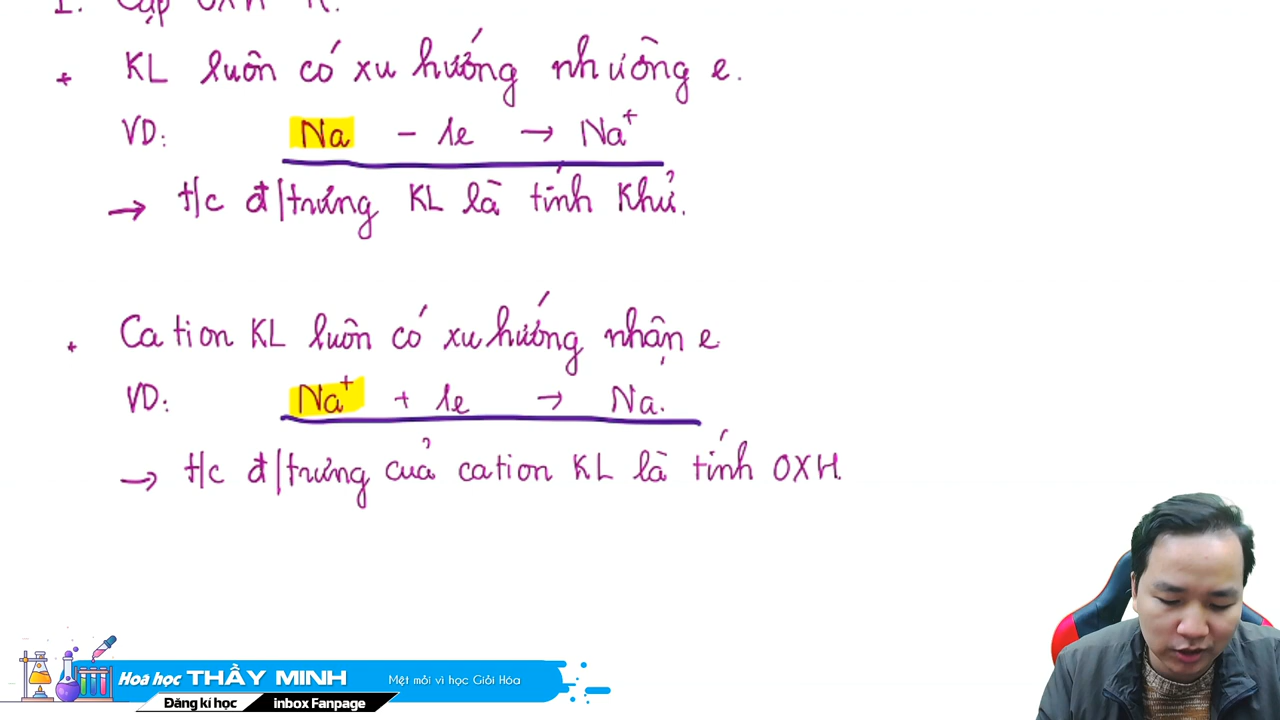 I. Cặp OXH - K.
+ KL luôn có xu hướng nhường e.
VD: Na - 1e → Na⁺
→ t/c đ/trưng KL là tính khử.
+ Cation KL luôn có xu hướng nhận e
VD: Na⁺ + 1e → Na.
→ t/c đ/trưng của cation KL là tính OXH.
Hoá học THẦY MINH
Mệt mỏi vì học Giỏi Hóa
Đăng kí học
inbox Fanpage